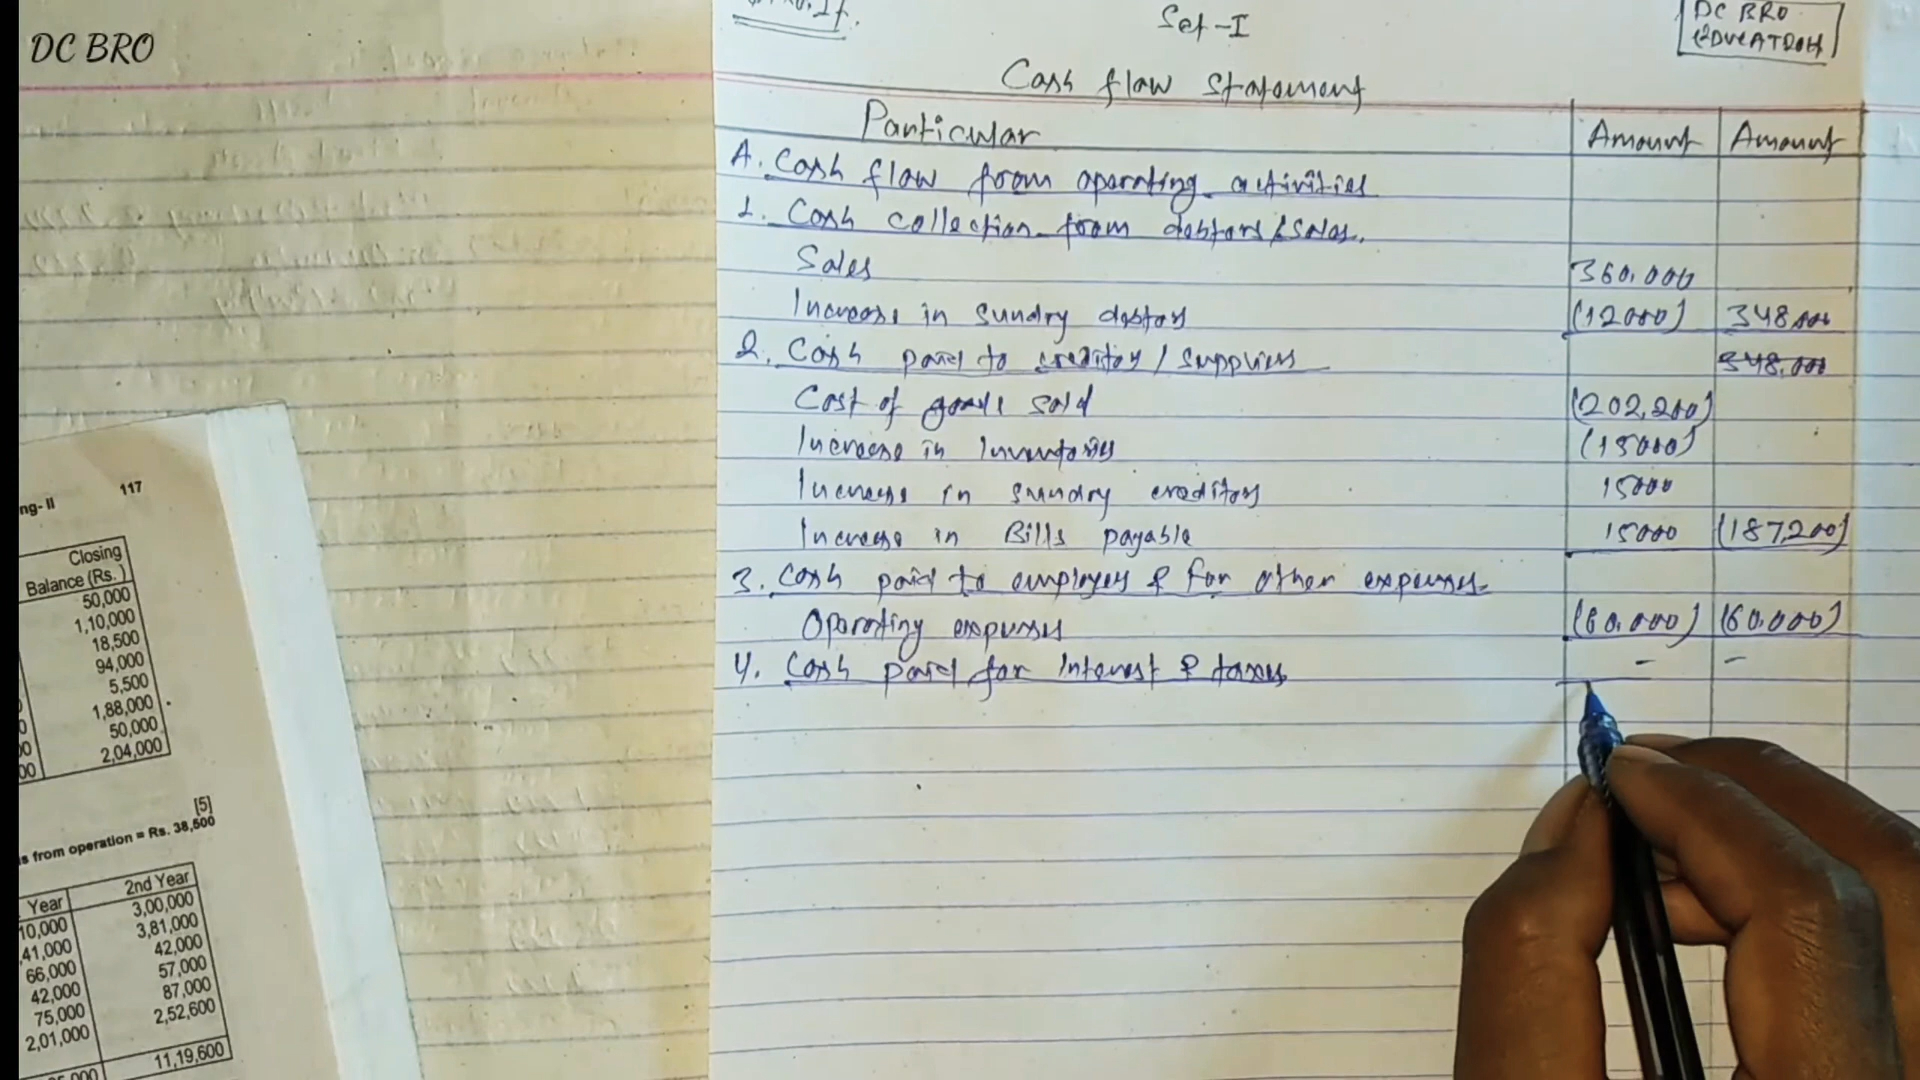 DC BRO
Set-I
DC BRO
EDUCATION
Cash flow statement
Particular Amount Amount
A. Cash flow from operating activities
1. Cash collection from debtors/sales.
Sales 360,000
Increase in sundry debtors (12000) 348000
2. Cash paid to creditors / suppliers 348,000
Cost of goods sold (202,200)
Increase in Inventories (15000)
Increase in sundry creditors 15000
Increase in Bills payable 15000 (187,200)
3. Cash paid to employees & for other expenses.
Operating expenses (60,000) (60,000)
4. Cash paid for Interest & taxes - -
ng- II 117
Closing
Balance (Rs.)
50,000
1,10,000
18,500
94,000
5,500
1,88,000
50,000
2,04,000
[5]
s from operation = Rs. 38,500
Year 2nd Year
10,000 3,00,000
41,000 3,81,000
66,000 42,000
42,000 57,000
75,000 87,000
2,01,000 2,52,600
11,19,600